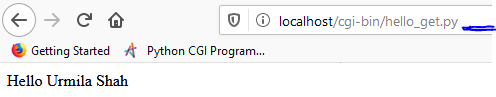 localhost/cgi-bin/hello_get.py
Getting Started Python CGI Program...
Hello Urmila Shah